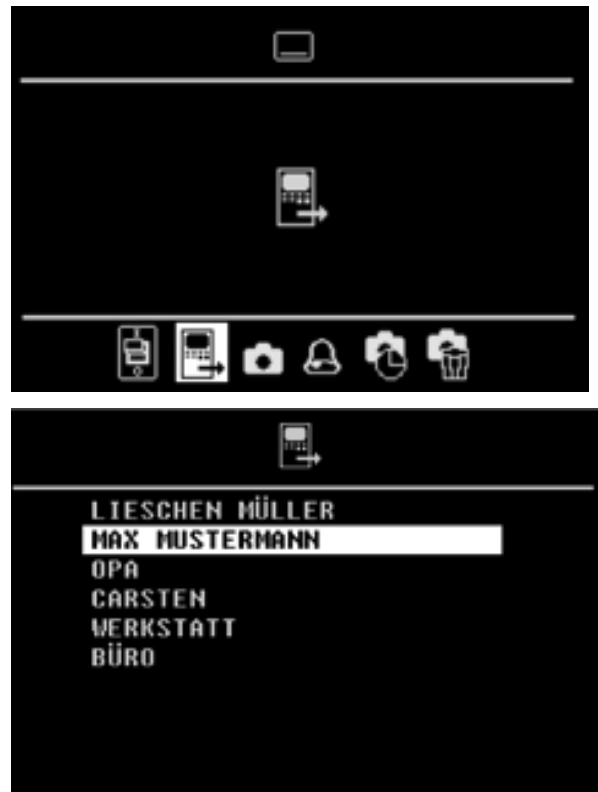 LIESCHEN MÜLLER
MAX MUSTERMANN
OPA
CARSTEN
WERKSTATT
BÜRO